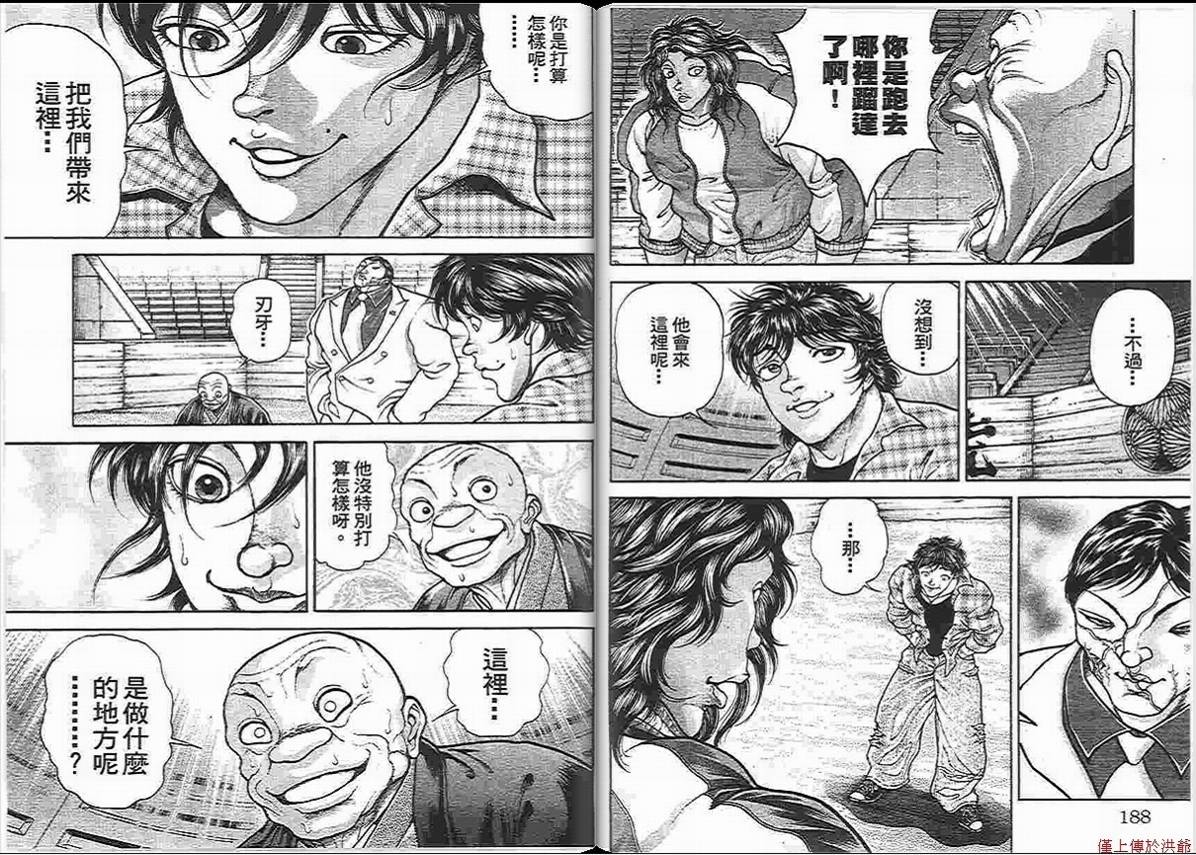 你是跑去
哪裡蹓達
了啊！
…不過…
沒想到…
他會來
這裡呢…
…那…
188
你是打算
怎樣呢…
……
把我們帶來
這裡…
刃牙…
他沒特別打
算怎樣呀。
這裡…
是做什麼
的地方呢
………？
僅上傳於洪爺